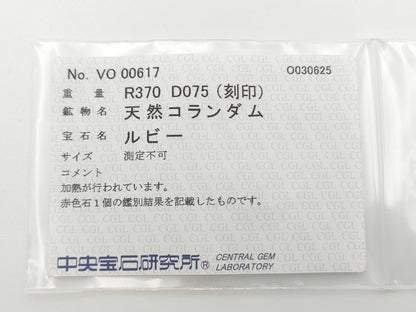 No. VO 00617 O030625
重量 R370 D075 (刻印)
鉱物名 天然コランダム
宝石名 ルビー
サイズ 測定不可
コメント
加熱が行われています。
赤色石1個の鑑別結果を記載したものです。
中央宝石研究所® CENTRAL GEM
LABORATORY